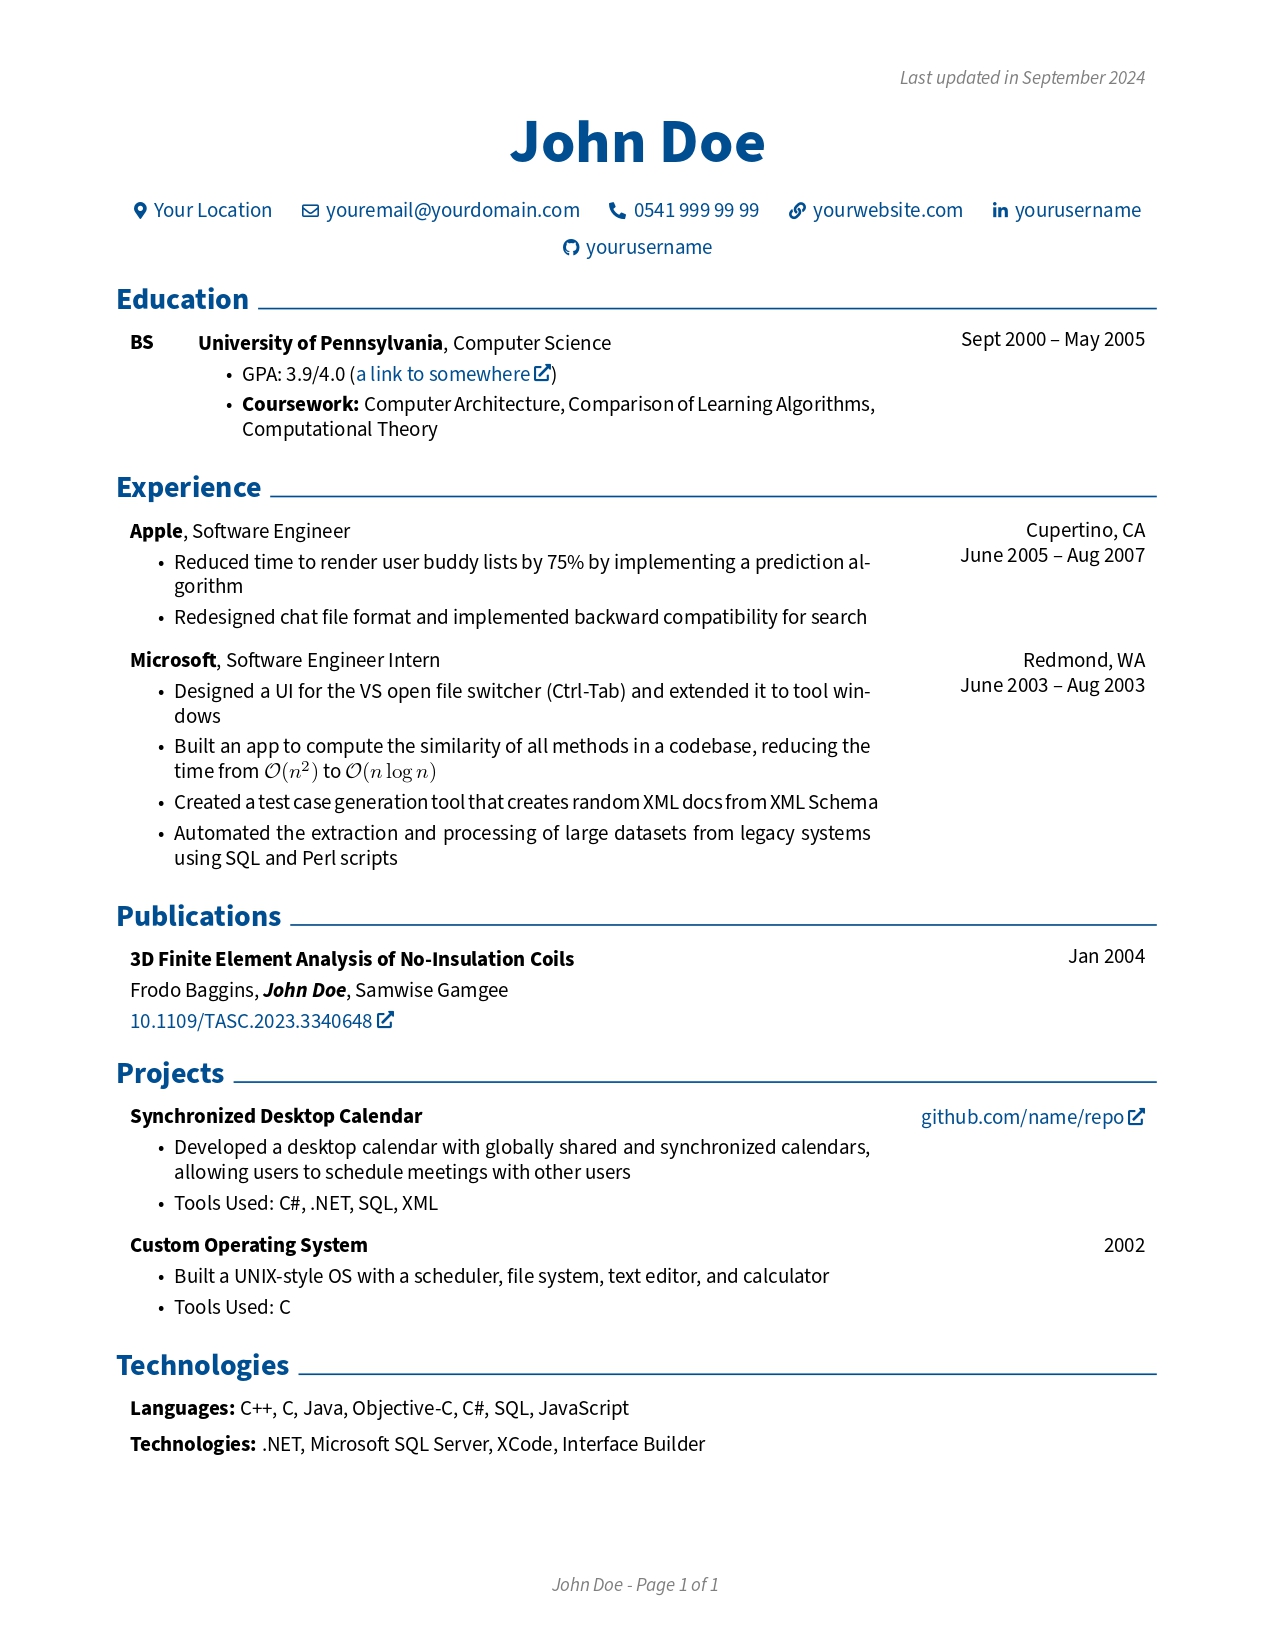 Last updated in September 2024
John Doe
Your Location youremail@yourdomain.com 0541 999 99 99 yourwebsite.com yourusername
yourusername
Education
BS University of Pennsylvania, Computer Science Sept 2000 – May 2005
• GPA: 3.9/4.0 (a link to somewhere)
• Coursework: Computer Architecture, Comparison of Learning Algorithms,
Computational Theory
Experience
Apple, Software Engineer Cupertino, CA
June 2005 – Aug 2007
• Reduced time to render user buddy lists by 75% by implementing a prediction al-
gorithm
• Redesigned chat file format and implemented backward compatibility for search
Microsoft, Software Engineer Intern Redmond, WA
June 2003 – Aug 2003
• Designed a UI for the VS open file switcher (Ctrl-Tab) and extended it to tool win-
dows
• Built an app to compute the similarity of all methods in a codebase, reducing the
time from 𝒪(n²) to 𝒪(n log n)
• Created a test case generation tool that creates random XML docs from XML Schema
• Automated the extraction and processing of large datasets from legacy systems
using SQL and Perl scripts
Publications
3D Finite Element Analysis of No-Insulation Coils Jan 2004
Frodo Baggins, John Doe, Samwise Gamgee
10.1109/TASC.2023.3340648
Projects
Synchronized Desktop Calendar github.com/name/repo
• Developed a desktop calendar with globally shared and synchronized calendars,
allowing users to schedule meetings with other users
• Tools Used: C#, .NET, SQL, XML
Custom Operating System 2002
• Built a UNIX-style OS with a scheduler, file system, text editor, and calculator
• Tools Used: C
Technologies
Languages: C++, C, Java, Objective-C, C#, SQL, JavaScript
Technologies: .NET, Microsoft SQL Server, XCode, Interface Builder
John Doe - Page 1 of 1